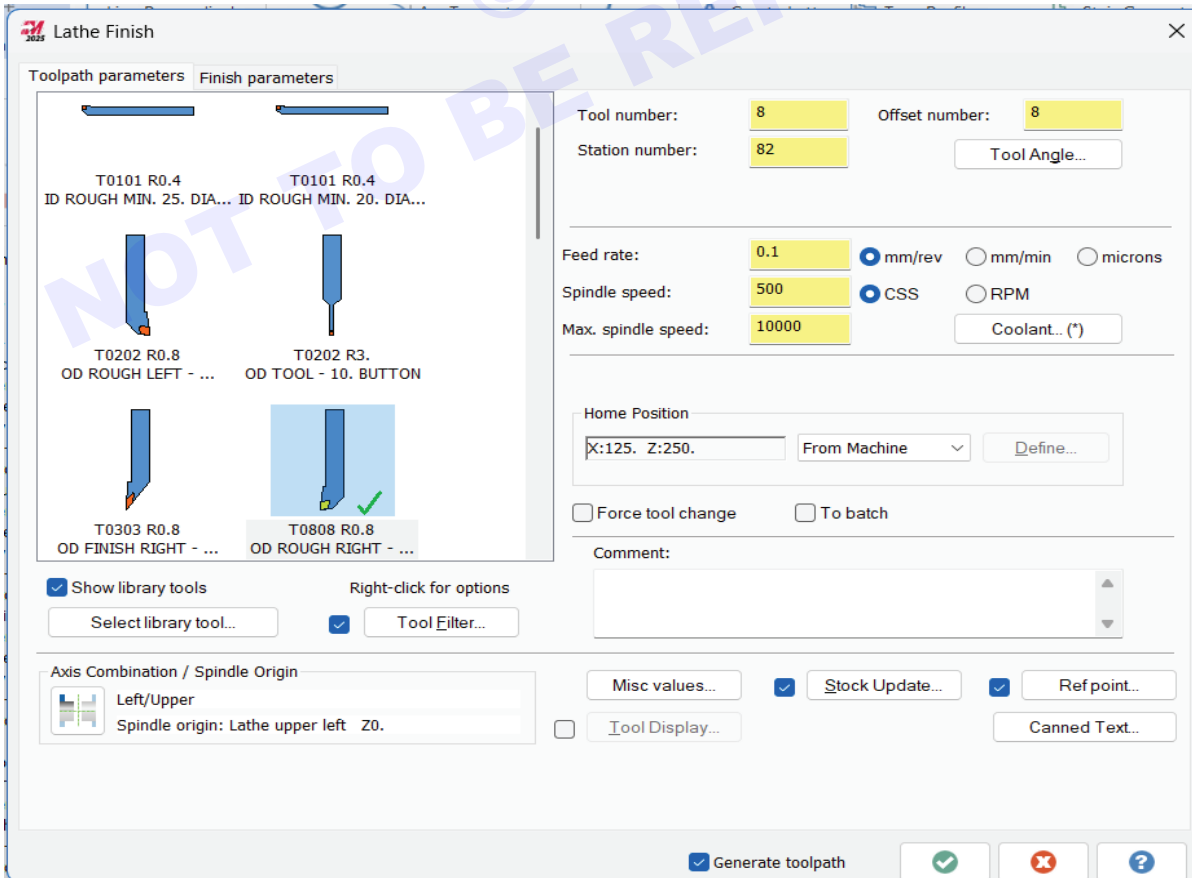 2025 Lathe Finish
Toolpath parameters Finish parameters
T0101 R0.4 T0101 R0.4
ID ROUGH MIN. 25. DIA... ID ROUGH MIN. 20. DIA...
T0202 R0.8 T0202 R3.
OD ROUGH LEFT - ... OD TOOL - 10. BUTTON
T0303 R0.8 T0808 R0.8
OD FINISH RIGHT - ... OD ROUGH RIGHT - ...
Show library tools Right-click for options
Select library tool... Tool Filter...
Axis Combination / Spindle Origin
Left/Upper
Spindle origin: Lathe upper left Z0.
Tool number: 8 Offset number: 8
Station number: 82 Tool Angle...
Feed rate: 0.1 mm/rev mm/min microns
Spindle speed: 500 CSS RPM
Max. spindle speed: 10000 Coolant... (*)
Home Position
X:125. Z:250. From Machine Define...
Force tool change To batch
Comment:
Misc values... Stock Update... Ref point...
Tool Display... Canned Text...
Generate toolpath
NOT TO BE